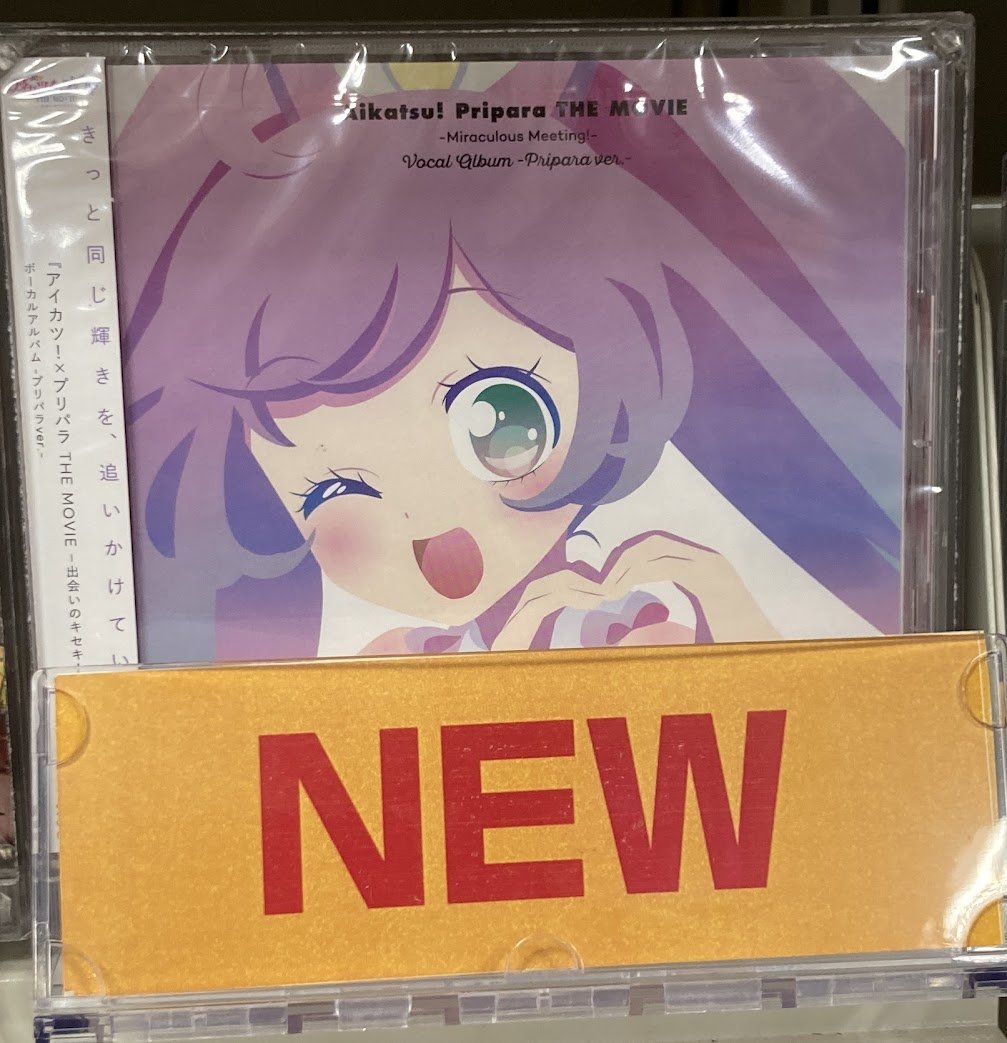 Aikatsu! Pripara THE MOVIE
-Miraculous Meeting!-
Vocal Album -Pripara ver.-
きっと同じ輝きを、追いかけてい
『アイカツ!×プリパラ THE MOVIE -出会いのキセキ!
ボーカルアルバム -プリパラver.-
NEW